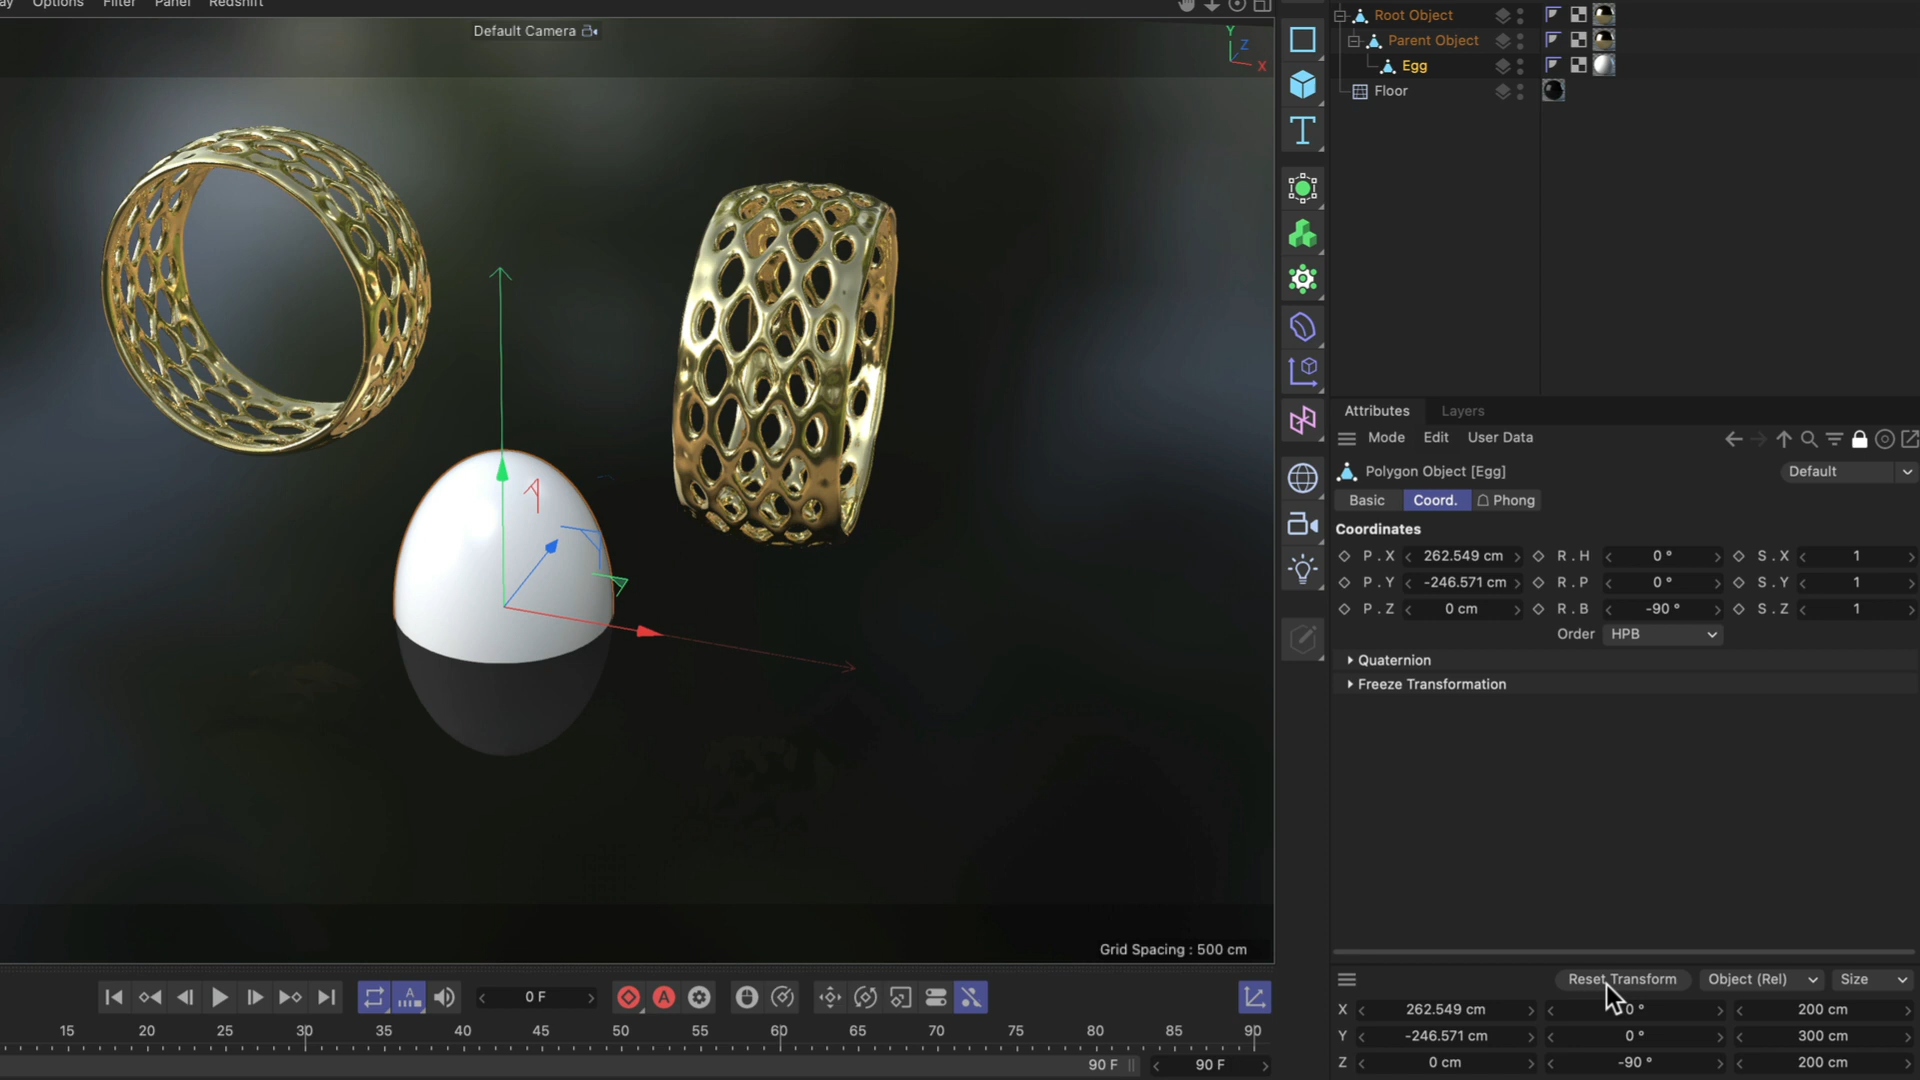 Options Filter Panel Redshift
Default Camera
Y
Z
X
Grid Spacing : 500 cm
T
Root Object
Parent Object
Egg
Floor
Attributes Layers
Mode Edit User Data
Polygon Object [Egg]
Default
Basic Coord. Phong
Coordinates
P . X 262.549 cm R . H 0 ° S . X 1
P . Y -246.571 cm R . P 0 ° S . Y 1
P . Z 0 cm R . B -90 ° S . Z 1
Order HPB
Quaternion
Freeze Transformation
Reset Transform Object (Rel) Size
X 262.549 cm 0 ° 200 cm
Y -246.571 cm 0 ° 300 cm
Z 0 cm -90 ° 200 cm
A 0 F A
15 20 25 30 35 40 45 50 55 60 65 70 75 80 85 90
90 F 90 F